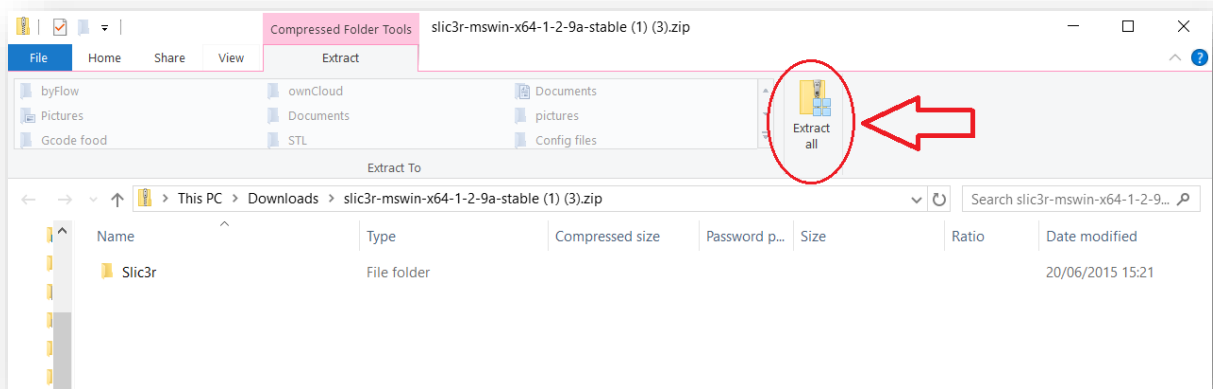 Compressed Folder Tools slic3r-mswin-x64-1-2-9a-stable (1) (3).zip
File Home Share View Extract
byFlow ownCloud Documents
Pictures Documents pictures
Gcode food STL Config files
Extract
all
Extract To
This PC > Downloads > slic3r-mswin-x64-1-2-9a-stable (1) (3).zip
Search slic3r-mswin-x64-1-2-9...
Name Type Compressed size Password p... Size Ratio Date modified
Slic3r File folder 20/06/2015 15:21